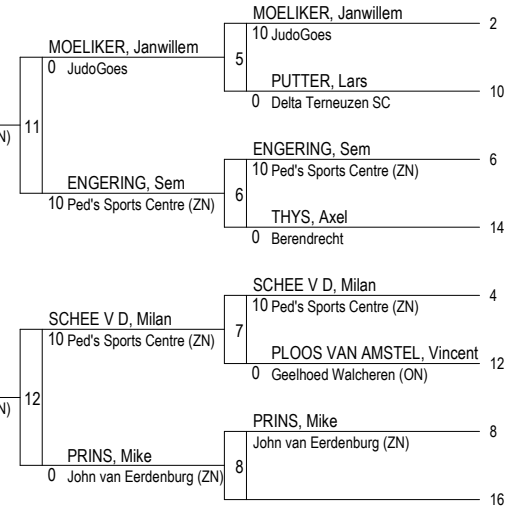 MOELIKER, Janwillem
2
10 JudoGoes
MOELIKER, Janwillem
5
0 JudoGoes
PUTTER, Lars
10
0 Delta Terneuzen SC
N)
11
ENGERING, Sem
6
10 Ped's Sports Centre (ZN)
ENGERING, Sem
6
10 Ped's Sports Centre (ZN)
THYS, Axel
14
0 Berendrecht
SCHEE V D, Milan
4
10 Ped's Sports Centre (ZN)
SCHEE V D, Milan
7
10 Ped's Sports Centre (ZN)
PLOOS VAN AMSTEL, Vincent
12
0 Geelhoed Walcheren (ON)
N)
12
PRINS, Mike
8
John van Eerdenburg (ZN)
PRINS, Mike
8
0 John van Eerdenburg (ZN)
16